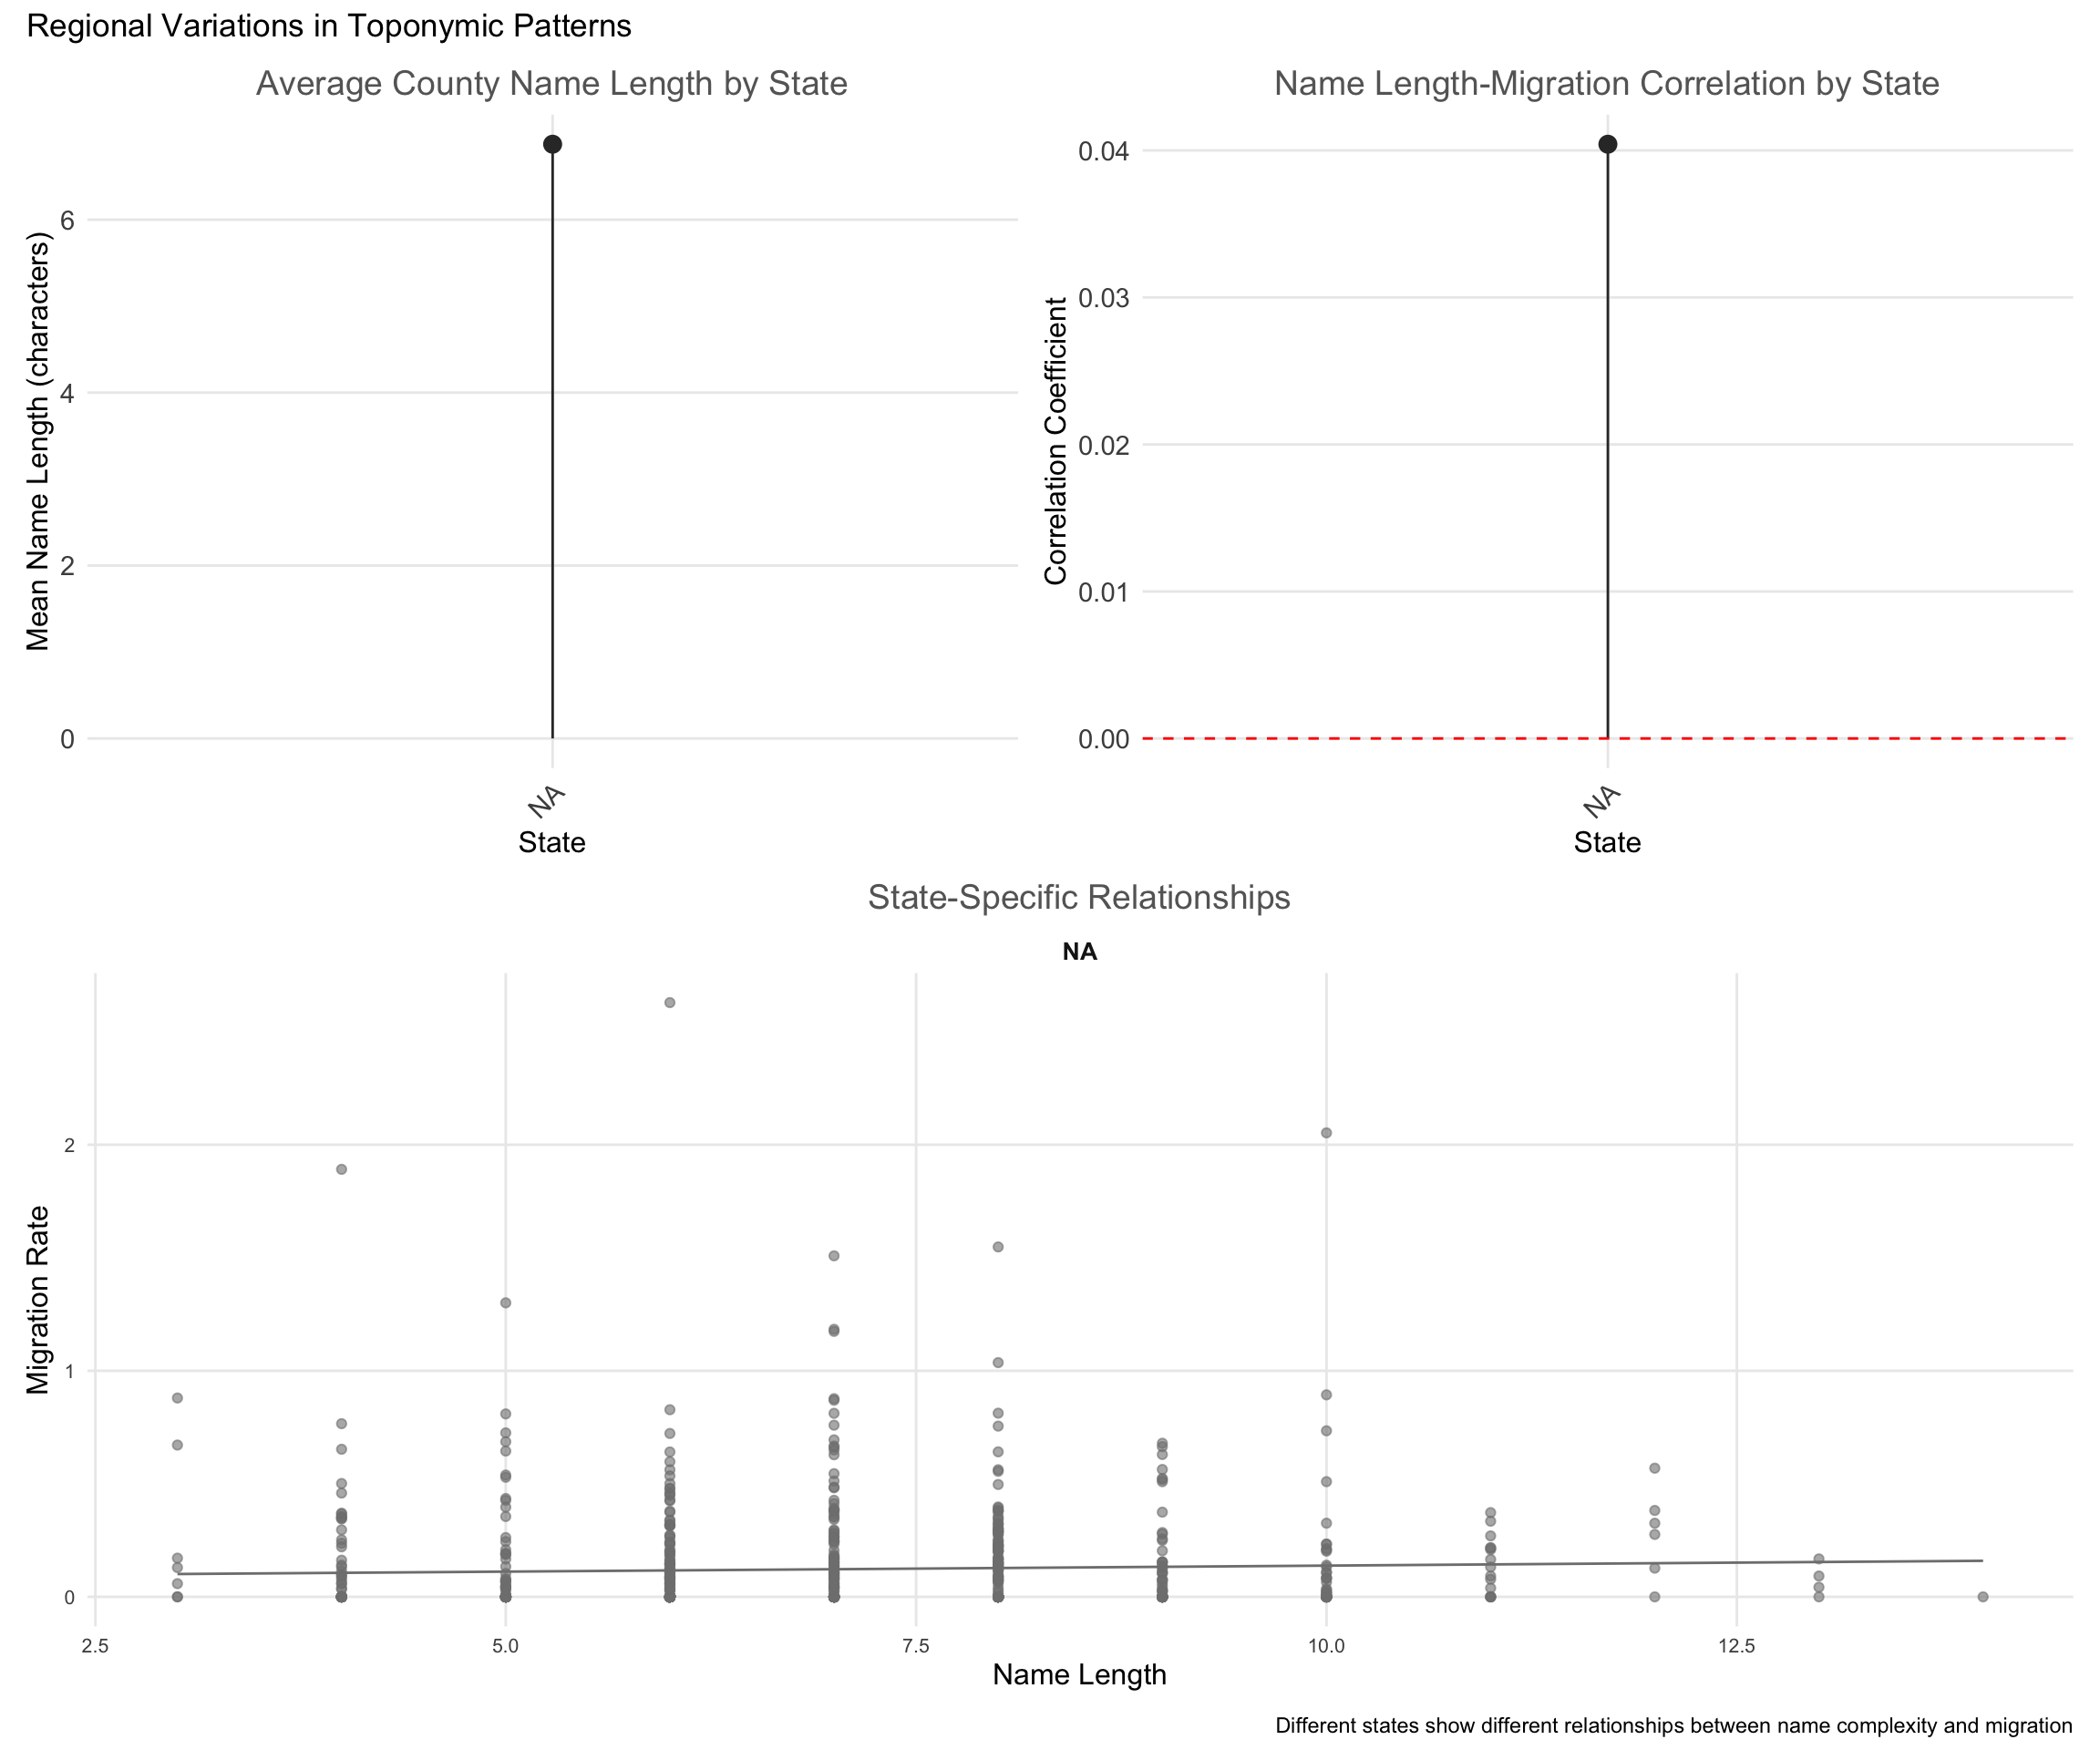 Regional Variations in Toponymic Patterns
Average County Name Length by State
Mean Name Length (characters)
6
4
2
0
NA
State
Name Length-Migration Correlation by State
Correlation Coefficient
0.04
0.03
0.02
0.01
0.00
NA
State
State-Specific Relationships
NA
Migration Rate
2
1
0
2.5
5.0
7.5
10.0
12.5
Name Length
Different states show different relationships between name complexity and migration